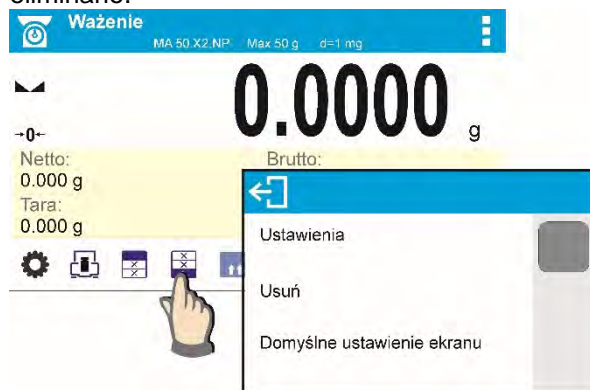 eliminano.
Ważenie
MA 50.X2.NP Max 50 g d=1 mg
0.0000 g
→0←
Netto:
0.000 g
Brutto:
Tara:
0.000 g
Ustawienia
Usuń
Domyślne ustawienie ekranu